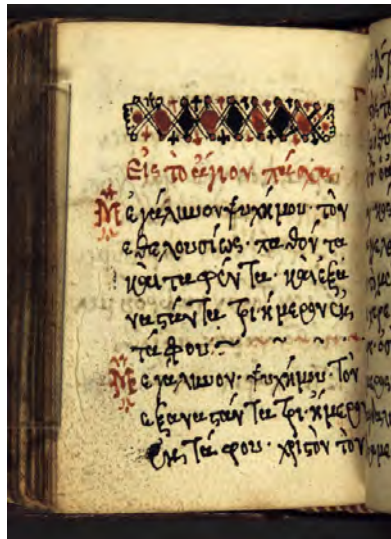 Εἰς τὸ ἅγιον πάσχα·
Μεγάλυνον ψυχή μου· τὸν
ἐθελουσίως· παθόντα
καὶ ταφέντα· καὶ ἐξα
ναστάντα τριήμερον ἐκ
τάφου
Μεγάλυνον· ψυχή μου· Τὸν
ἐξαναστάντα τριήμερον
ἐκ τάφου· χριστὸν τὸν